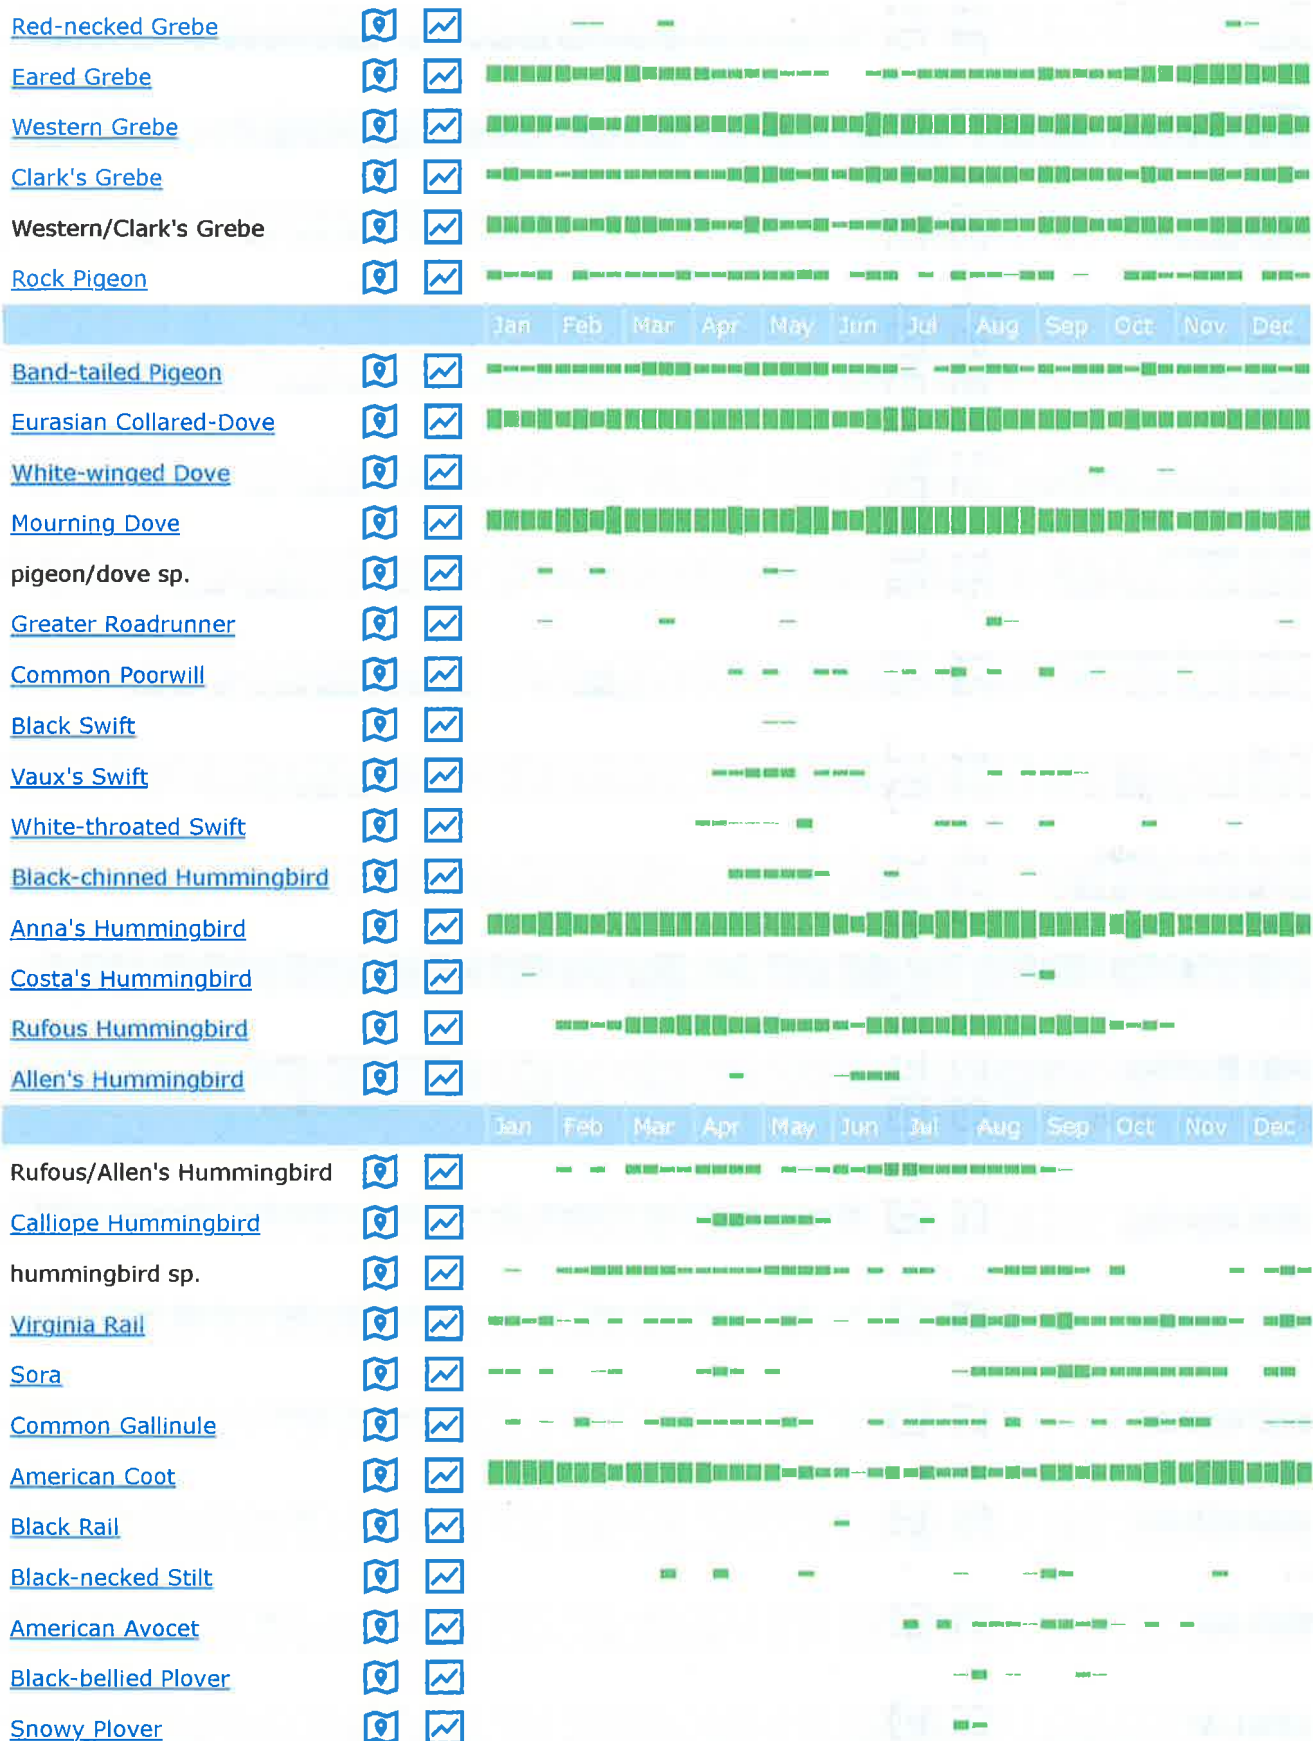 Red-necked Grebe
Eared Grebe
Western Grebe
Clark's Grebe
Western/Clark's Grebe
Rock Pigeon
Jan Feb Mar Apr May Jun Jul Aug Sep Oct Nov Dec
Band-tailed Pigeon
Eurasian Collared-Dove
White-winged Dove
Mourning Dove
pigeon/dove sp.
Greater Roadrunner
Common Poorwill
Black Swift
Vaux's Swift
White-throated Swift
Black-chinned Hummingbird
Anna's Hummingbird
Costa's Hummingbird
Rufous Hummingbird
Allen's Hummingbird
Jan Feb Mar Apr May Jun Jul Aug Sep Oct Nov Dec
Rufous/Allen's Hummingbird
Calliope Hummingbird
hummingbird sp.
Virginia Rail
Sora
Common Gallinule
American Coot
Black Rail
Black-necked Stilt
American Avocet
Black-bellied Plover
Snowy Plover